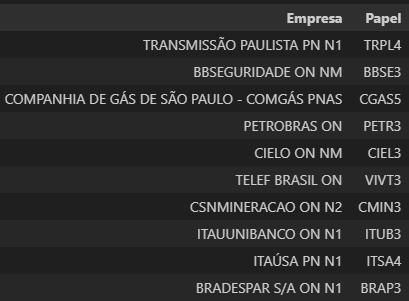 Empresa Papel
TRANSMISSÃO PAULISTA PN N1 TRPL4
BBSEGURIDADE ON NM BBSE3
COMPANHIA DE GÁS DE SÃO PAULO - COMGÁS PNAS CGAS5
PETROBRAS ON PETR3
CIELO ON NM CIEL3
TELEF BRASIL ON VIVT3
CSNMINERACAO ON N2 CMIN3
ITAUUNIBANCO ON N1 ITUB3
ITAÚSA PN N1 ITSA4
BRADESPAR S/A ON N1 BRAP3